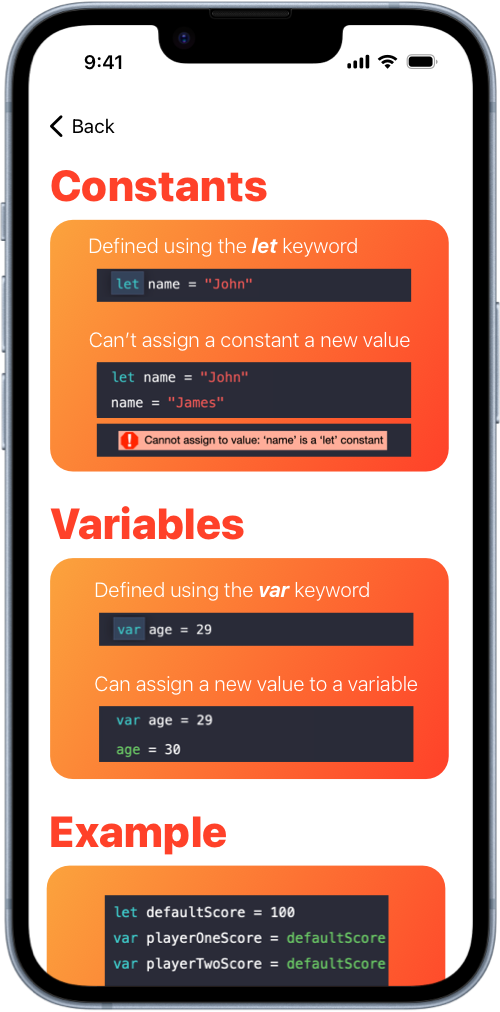 9:41
Back
Constants
Defined using the let keyword
let name = "John"
Can’t assign a constant a new value
let name = "John"
name = "James"
Cannot assign to value: ‘name’ is a ‘let’ constant
Variables
Defined using the var keyword
var age = 29
Can assign a new value to a variable
var age = 29
age = 30
Example
let defaultScore = 100
var playerOneScore = defaultScore
var playerTwoScore = defaultScore